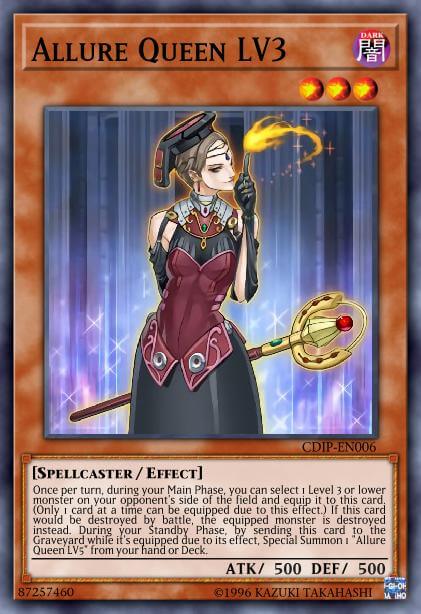 Allure Queen LV3
DARK
闇
CDIP-EN006
[Spellcaster / Effect]
Once per turn, during your Main Phase, you can select 1 Level 3 or lower
monster on your opponent's side of the field and equip it to this card.
(Only 1 card at a time can be equipped due to this effect.) If this card
would be destroyed by battle, the equipped monster is destroyed
instead. During your Standby Phase, by sending this card to the
Graveyard while it's equipped due to its effect, Special Summon 1 "Allure
Queen LV5" from your hand or Deck.
ATK/ 500 DEF/ 500
87257460
©1996 KAZUKI TAKAHASHI